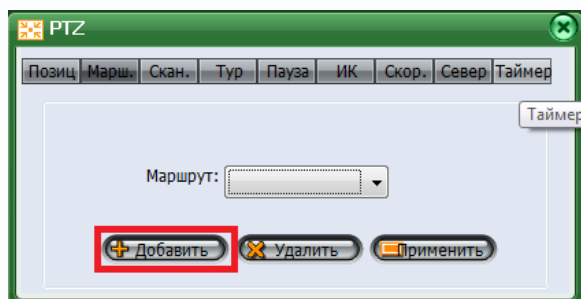 PTZ
Позиц Марш. Скан. Тур Пауза ИК Скор. Север Таймер
Таймер
Маршрут:
Добавить Удалить Применить